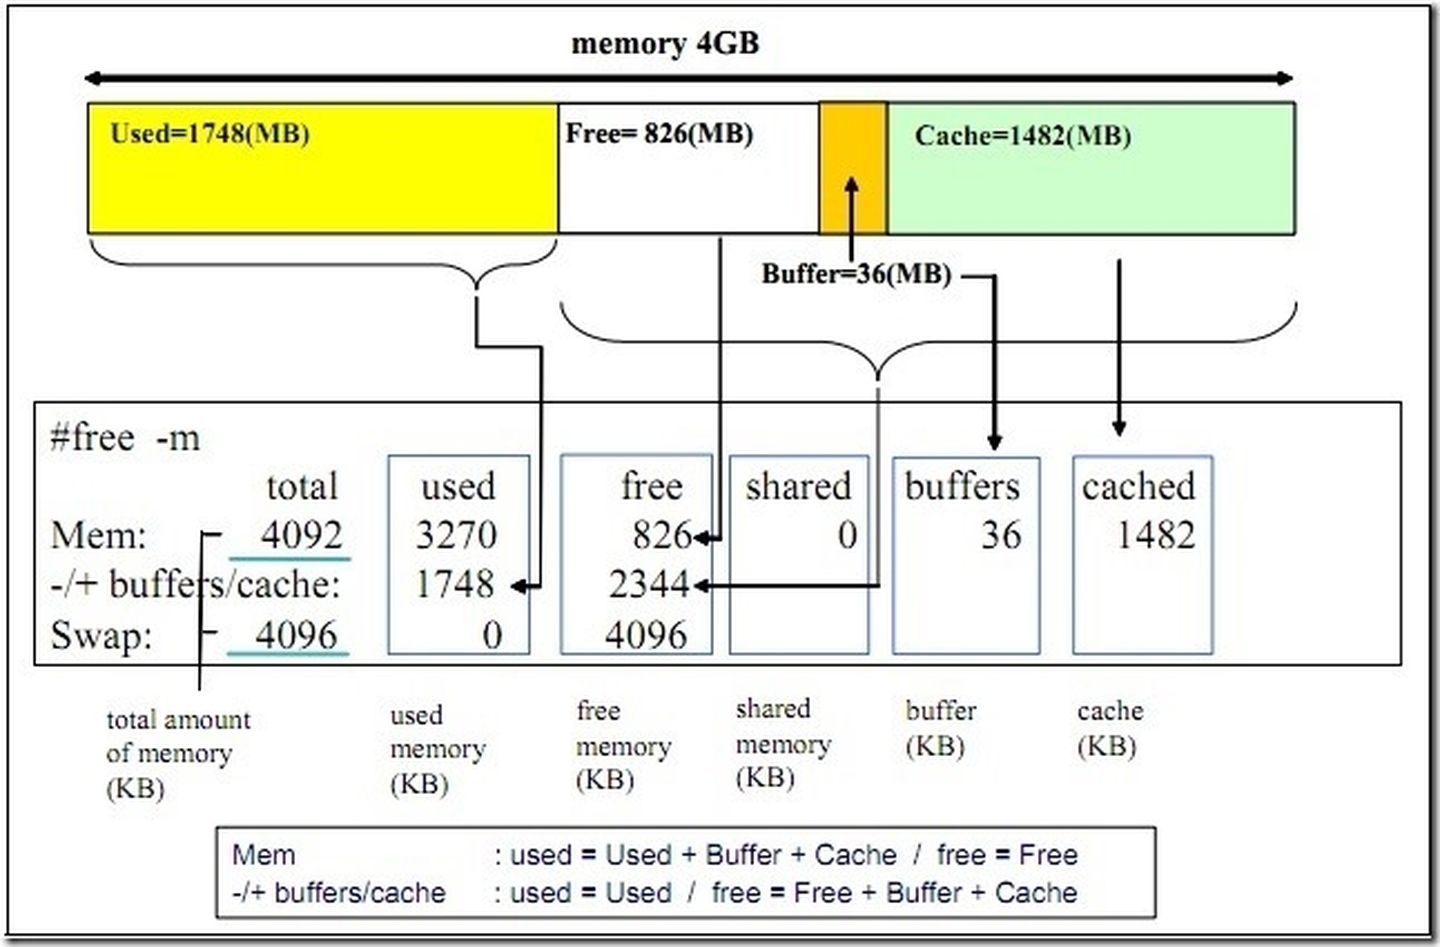 memory 4GB
Used=1748(MB)
Free= 826(MB)
Cache=1482(MB)
Buffer=36(MB)
#free -m
total used free shared buffers cached
Mem: 4092 3270 826 0 36 1482
-/+ buffers/cache: 1748 2344
Swap: 4096 0 4096
total amount
of memory
(KB)
used
memory
(KB)
free
memory
(KB)
shared
memory
(KB)
buffer
(KB)
cache
(KB)
Mem : used = Used + Buffer + Cache / free = Free
-/+ buffers/cache : used = Used / free = Free + Buffer + Cache